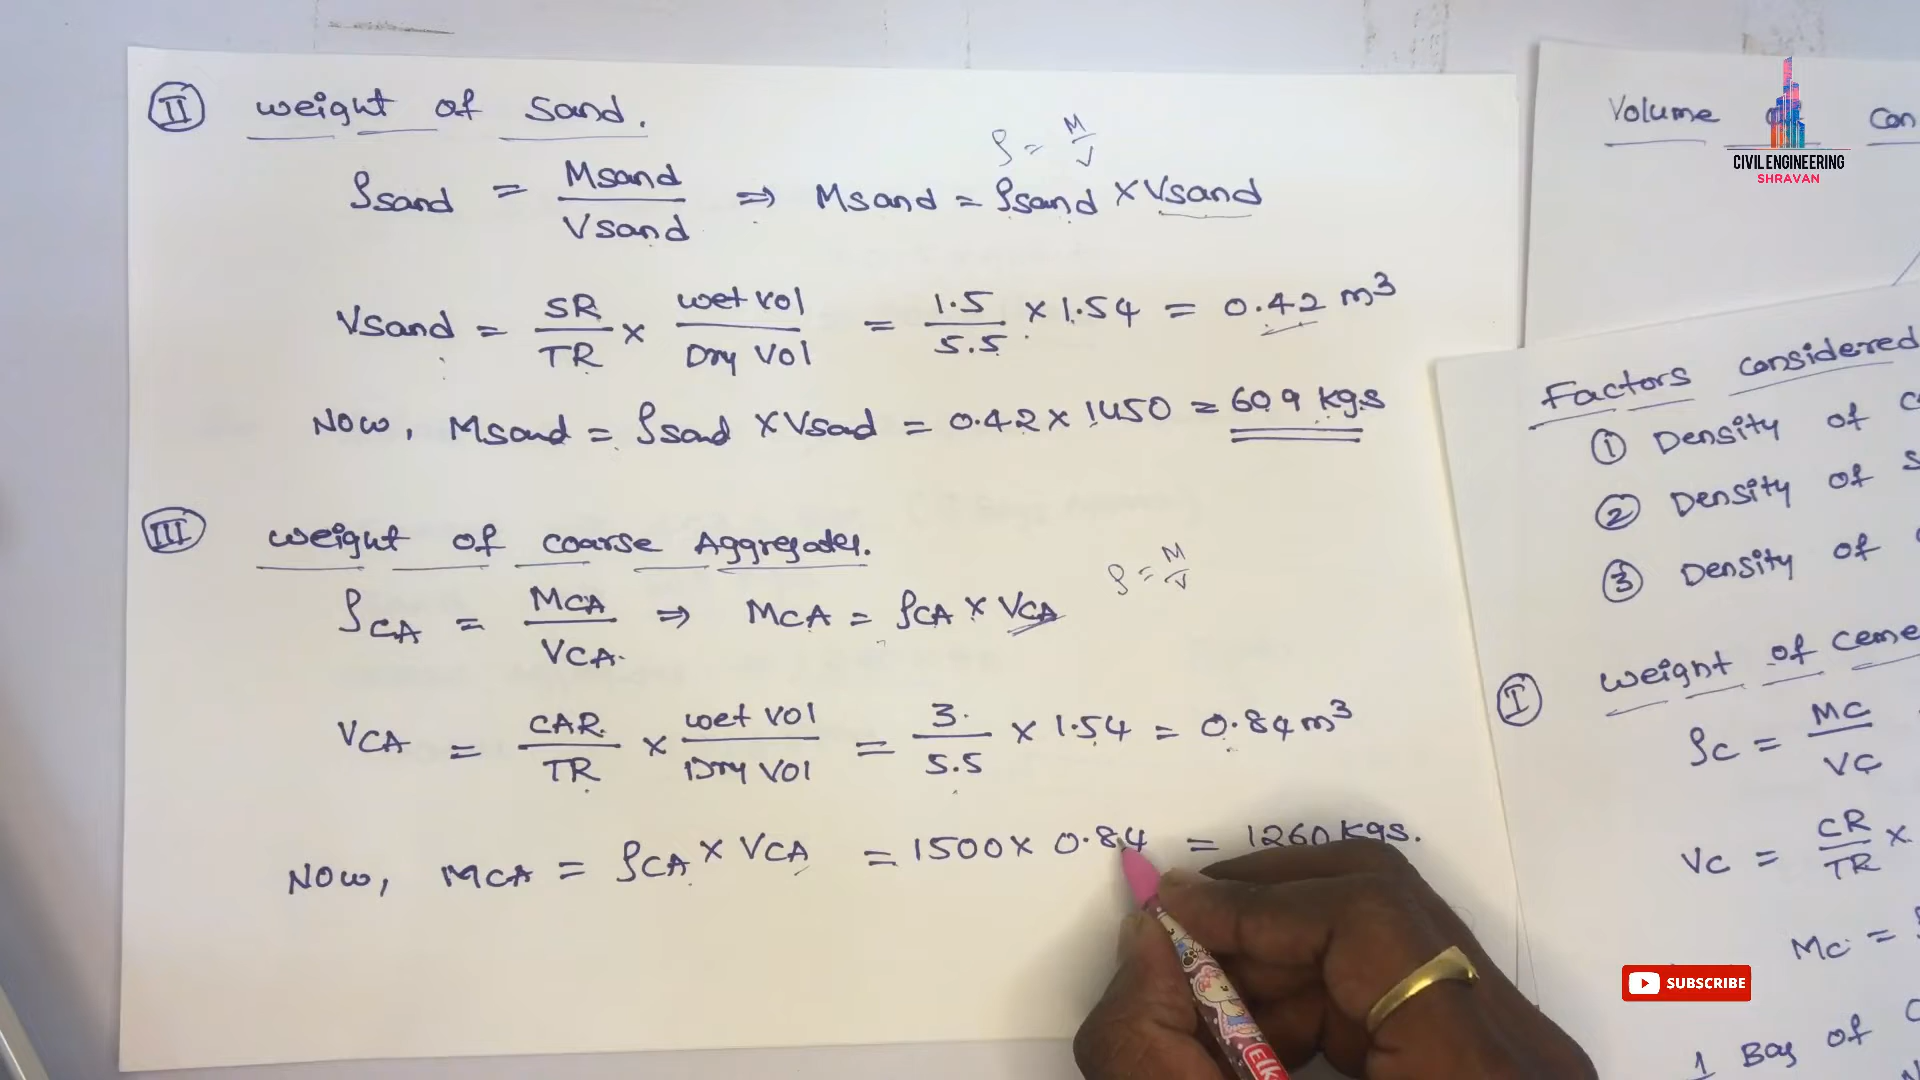 II weight of sand.
ρ = M/V
ρsand = Msand/Vsand ⇒ Msand = ρsand × Vsand
Vsand = SR/TR × wet vol/Dry vol = 1.5/5.5 × 1.54 = 0.42 m³
Now, Msand = ρsand × Vsad = 0.42 × 1450 = 609 kgs
III weight of coarse Aggregates.
ρ = M/V
ρCA = MCA/VCA ⇒ MCA = ρCA × VCA
VCA = CAR/TR × wet vol/Dry vol = 3/5.5 × 1.54 = 0.84 m³
Now, MCA = ρCA × VCA = 1500 × 0.84 = 1260 kgs.
Volume Con
CIVIL ENGINEERING
SHRAVAN
Factors considered
1 Density of C
2 Density of S
3 Density of
I weight of ceme
ρc = MC/VC
VC = CR/TR ×
Mc =
1 Bag of C
SUBSCRIBE
Elk